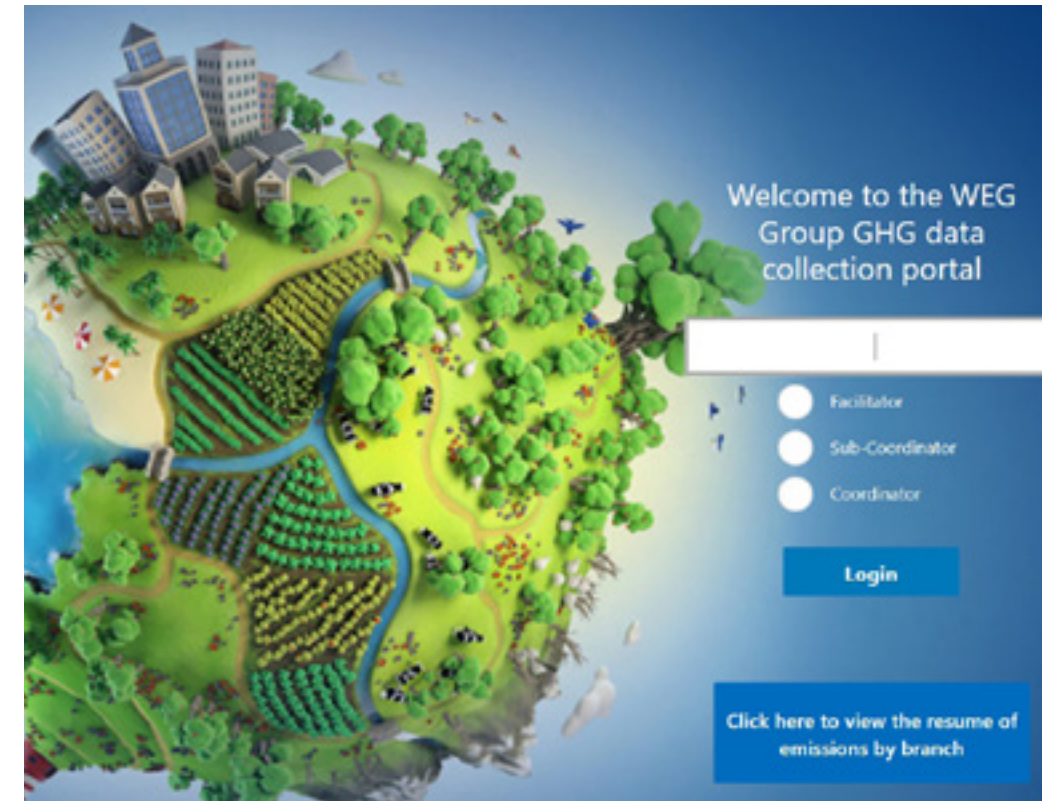 Welcome to the WEG
Group GHG data
collection portal
Facilitator
Sub-Coordinator
Coordinator
Login
Click here to view the resume of
emissions by branch